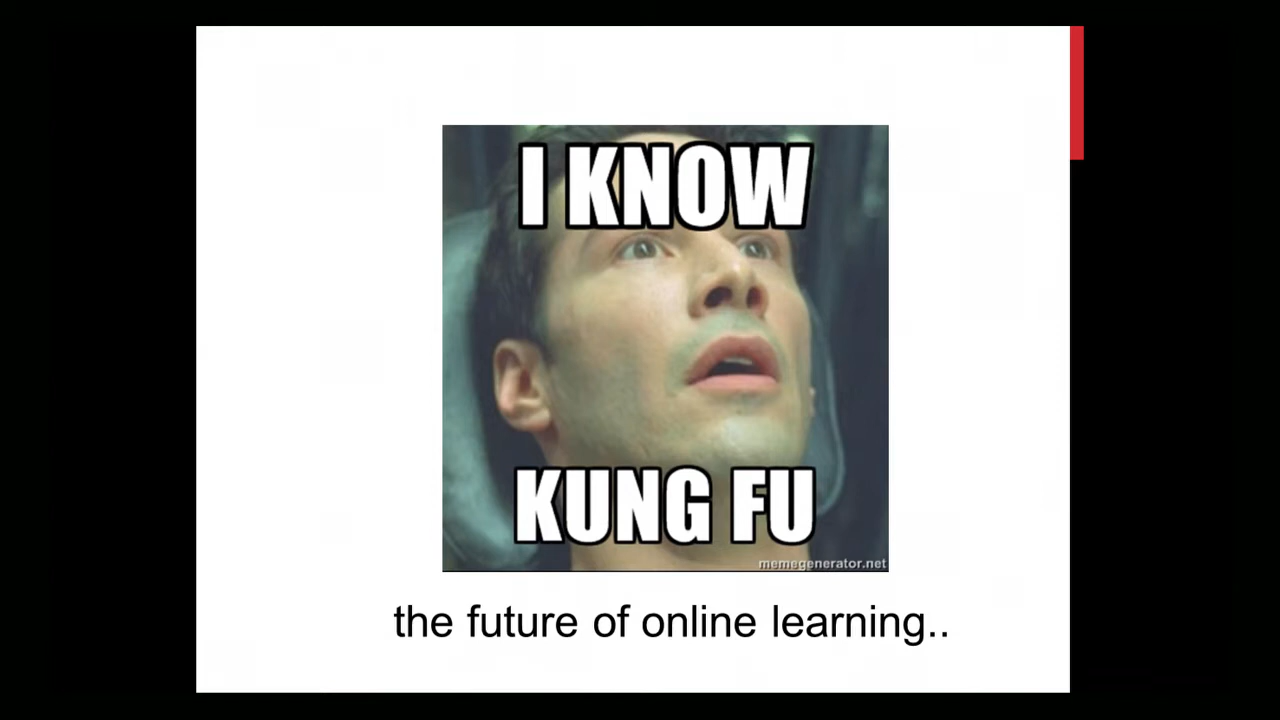 I KNOW
KUNG FU
memegenerator.net
the future of online learning..